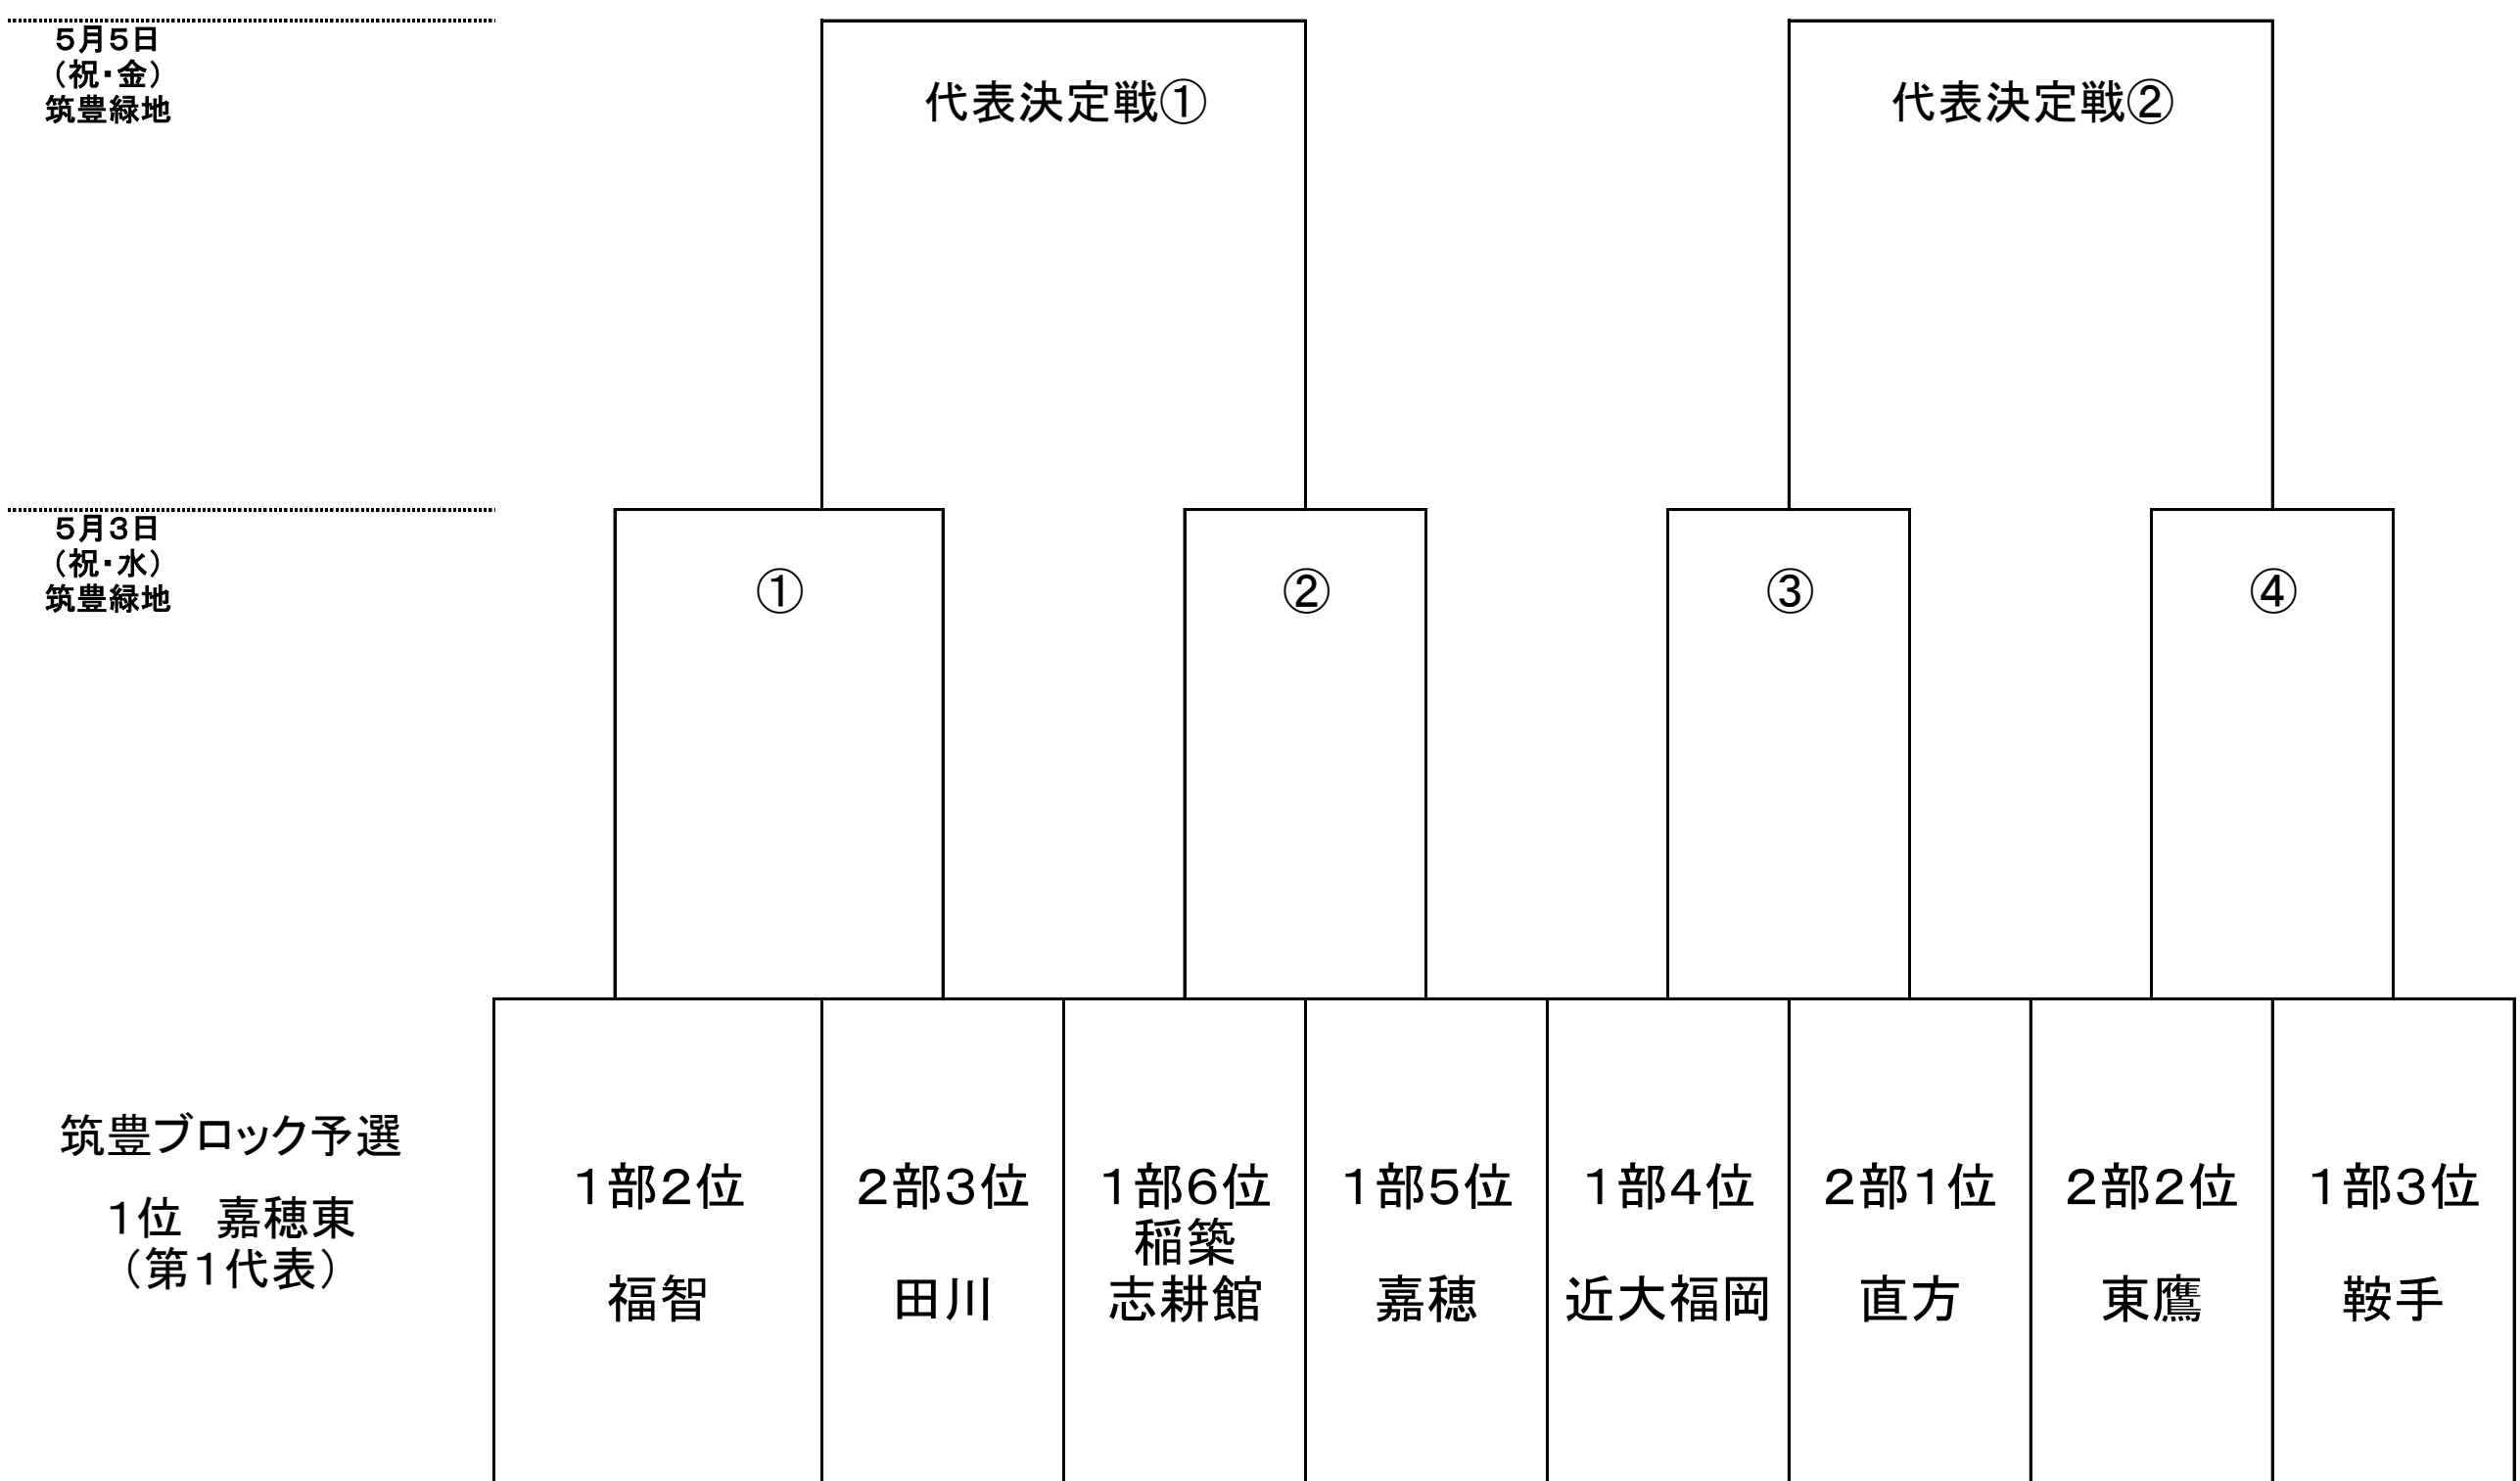 ５月５日
（祝・金）
筑豊緑地
代表決定戦①
代表決定戦②
５月３日
（祝・水）
筑豊緑地
①
②
③
④
筑豊ブロック予選
１位　嘉穂東
（第１代表）
１部２位
福智
２部３位
田川
１部６位
稲築
志耕館
１部５位
嘉穂
１部４位
近大福岡
２部１位
直方
２部２位
東鷹
１部３位
鞍手